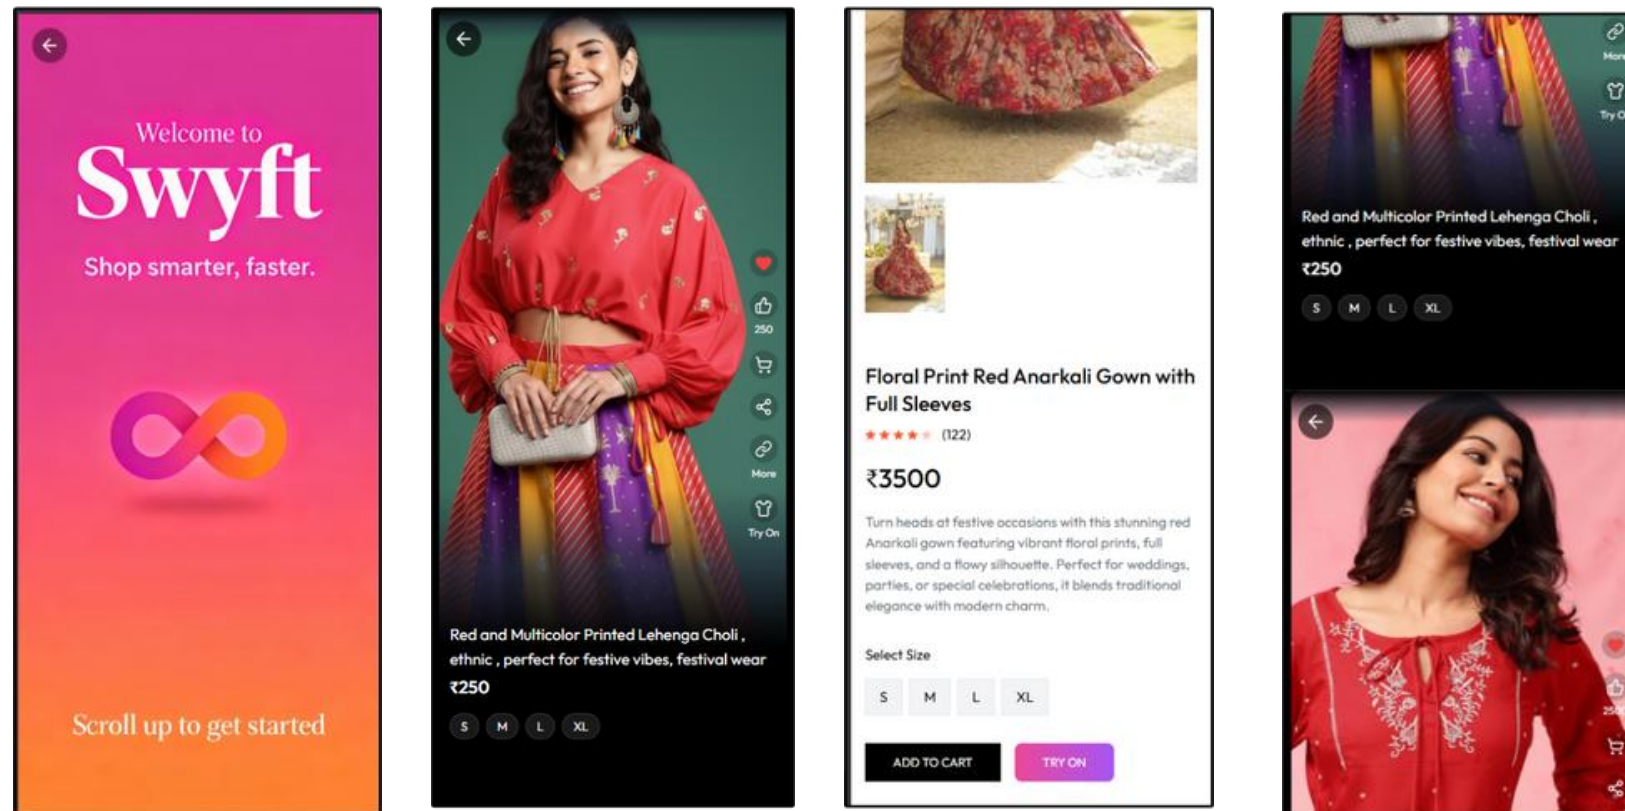 Welcome to
Swyft
Shop smarter, faster.
Scroll up to get started
250
More
Try On
Red and Multicolor Printed Lehenga Choli ,
ethnic , perfect for festive vibes, festival wear
₹250
S M L XL
Floral Print Red Anarkali Gown with
Full Sleeves
(122)
₹3500
Turn heads at festive occasions with this stunning red
Anarkali gown featuring vibrant floral prints, full
sleeves, and a flowy silhouette. Perfect for weddings,
parties, or special celebrations, it blends traditional
elegance with modern charm.
Select Size
S M L XL
ADD TO CART TRY ON
More
Try O
Red and Multicolor Printed Lehenga Choli ,
ethnic , perfect for festive vibes, festival wear
₹250
S M L XL